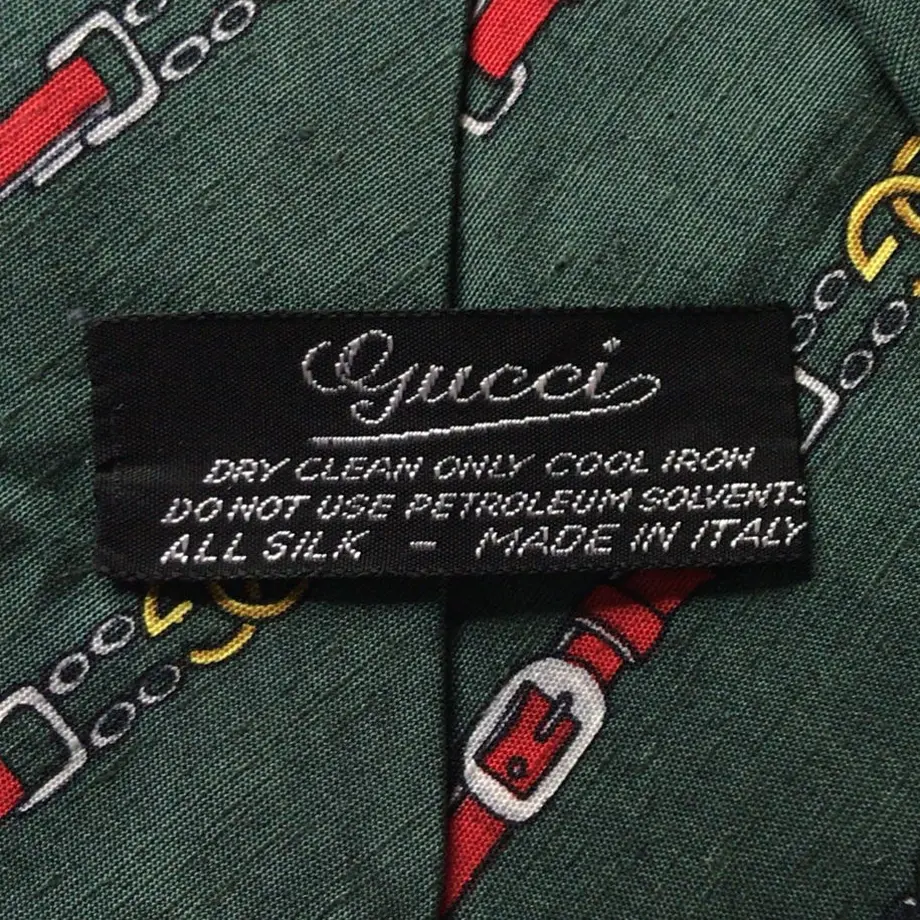 Gucci
DRY CLEAN ONLY COOL IRON
DO NOT USE PETROLEUM SOLVENTS
ALL SILK - MADE IN ITALY